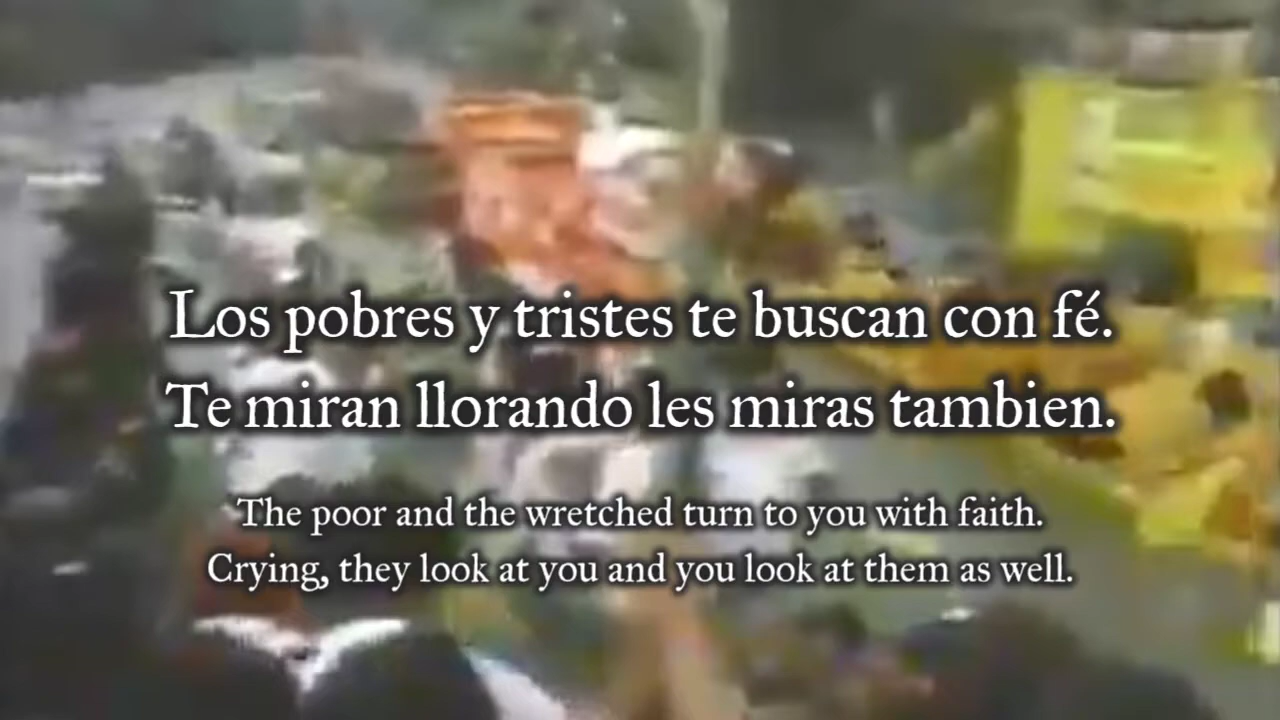 Los pobres y tristes te buscan con fé.
Te miran llorando les miras tambien.
The poor and the wretched turn to you with faith.
Crying, they look at you and you look at them as well.